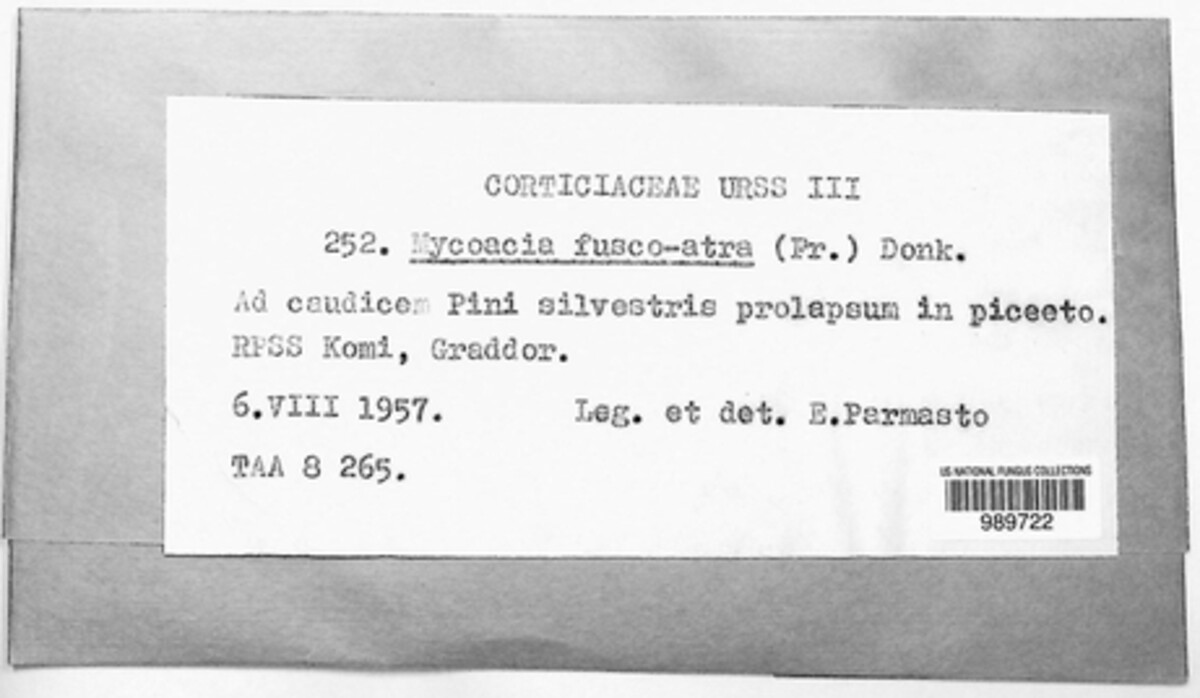 CORTICIACEAE URSS III
252. Mycoacia fusco-atra (Fr.) Donk.
Ad caudicem Pini silvestris prolapsum in piceeto.
RPSS Komi, Graddor.
6.VIII 1957. Leg. et det. E.Parmasto
TAA 8 265.
US NATIONAL FUNGUS COLLECTIONS
989722